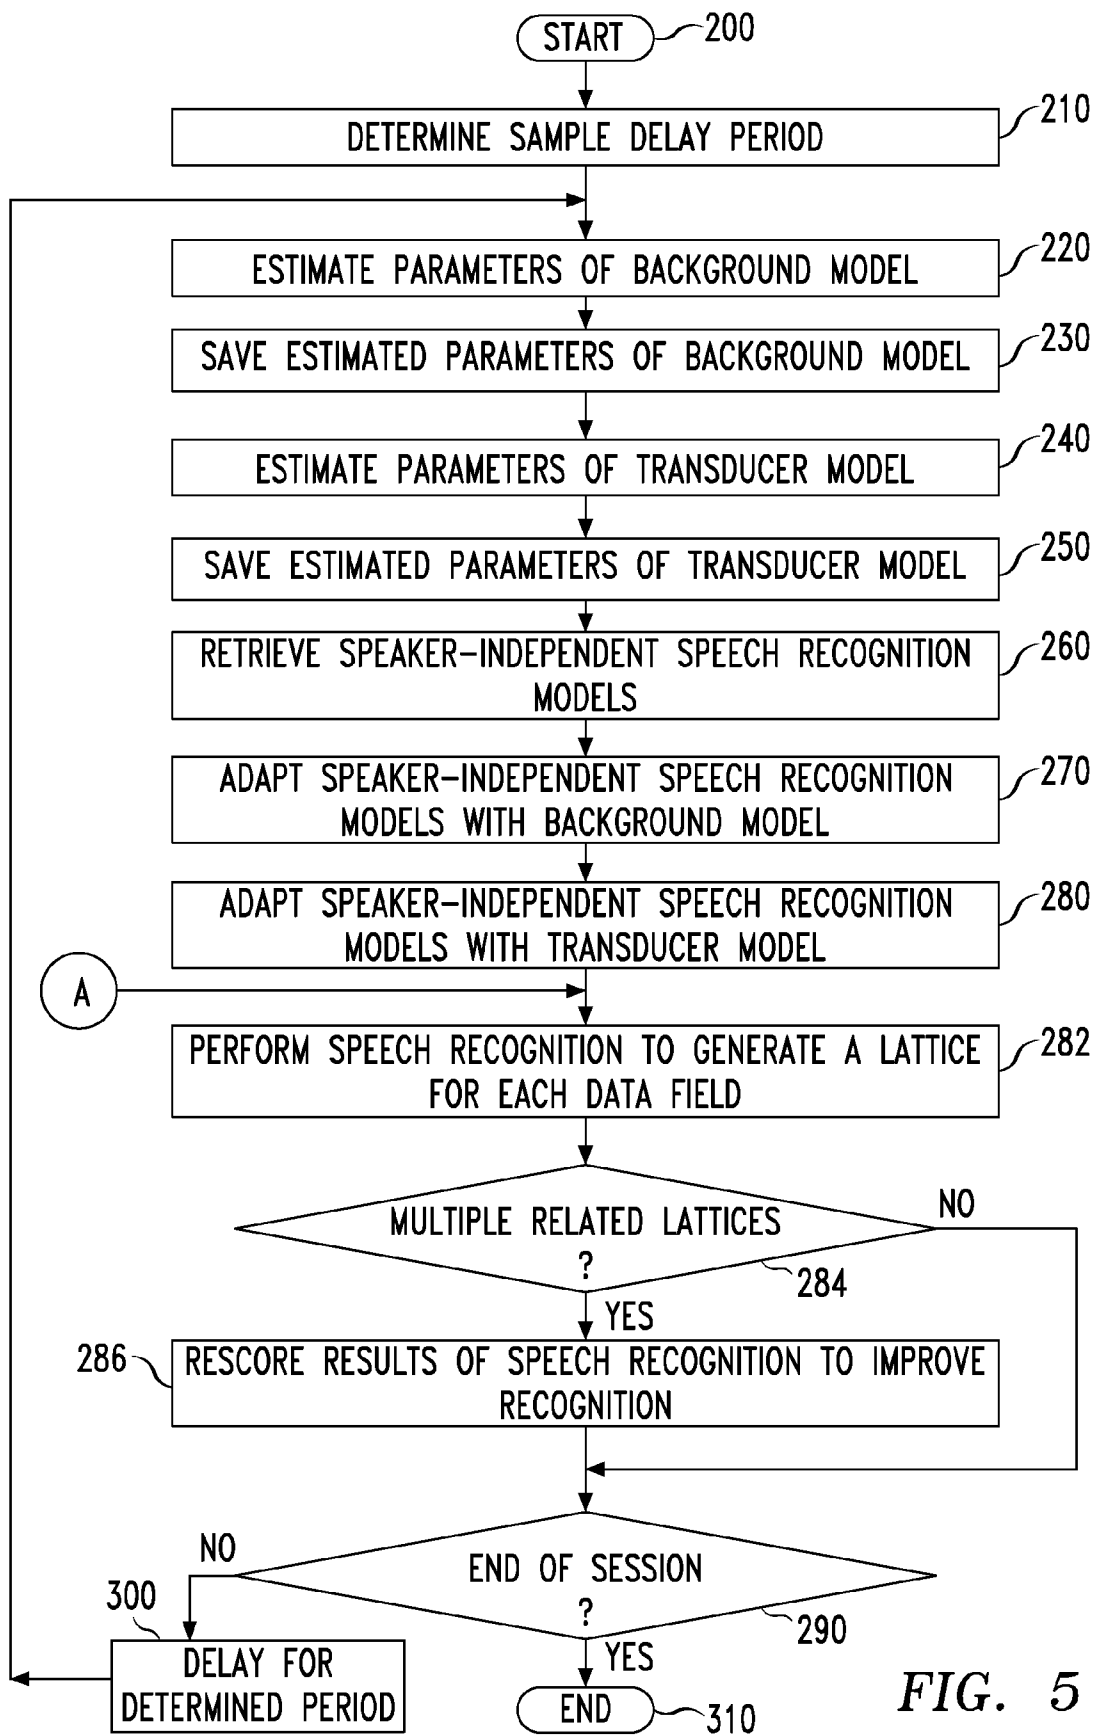 START
200
DETERMINE SAMPLE DELAY PERIOD
210
ESTIMATE PARAMETERS OF BACKGROUND MODEL
220
SAVE ESTIMATED PARAMETERS OF BACKGROUND MODEL
230
ESTIMATE PARAMETERS OF TRANSDUCER MODEL
240
SAVE ESTIMATED PARAMETERS OF TRANSDUCER MODEL
250
RETRIEVE SPEAKER-INDEPENDENT SPEECH RECOGNITION
MODELS
260
ADAPT SPEAKER-INDEPENDENT SPEECH RECOGNITION
MODELS WITH BACKGROUND MODEL
270
ADAPT SPEAKER-INDEPENDENT SPEECH RECOGNITION
MODELS WITH TRANSDUCER MODEL
280
A
PERFORM SPEECH RECOGNITION TO GENERATE A LATTICE
FOR EACH DATA FIELD
282
MULTIPLE RELATED LATTICES
?
284
NO
YES
286
RESCORE RESULTS OF SPEECH RECOGNITION TO IMPROVE
RECOGNITION
END OF SESSION
?
290
NO
YES
300
DELAY FOR
DETERMINED PERIOD
END
310
FIG. 5